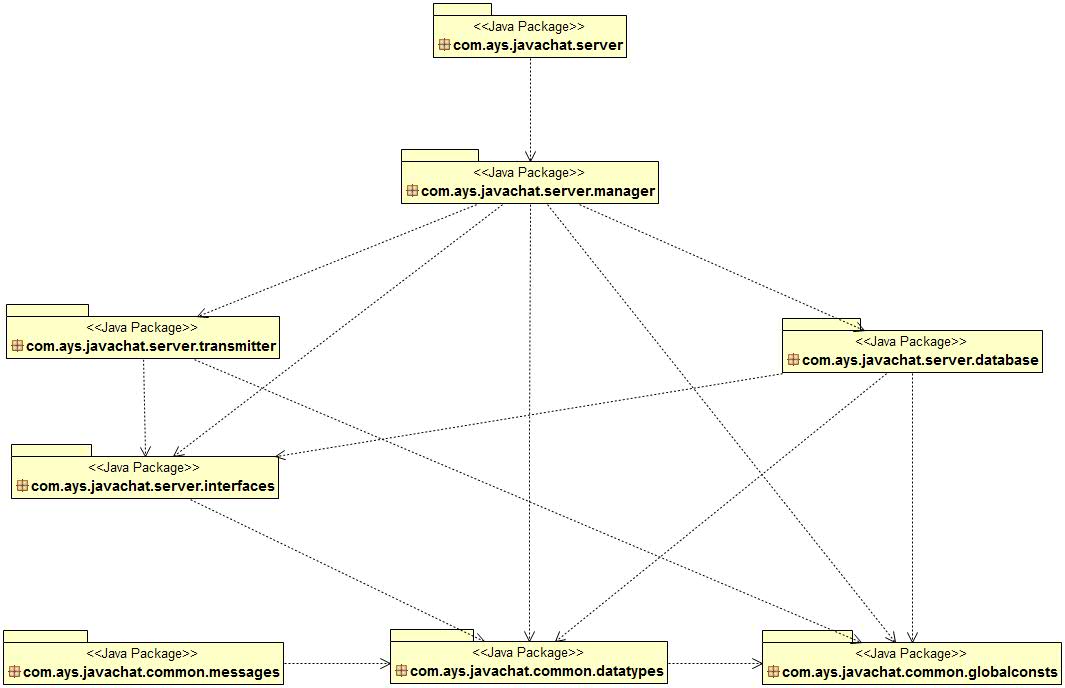 <<Java Package>>
com.ays.javachat.server
<<Java Package>>
com.ays.javachat.server.manager
<<Java Package>>
com.ays.javachat.server.transmitter
<<Java Package>>
com.ays.javachat.server.database
<<Java Package>>
com.ays.javachat.server.interfaces
<<Java Package>>
com.ays.javachat.common.messages
<<Java Package>>
com.ays.javachat.common.datatypes
<<Java Package>>
com.ays.javachat.common.globalconsts